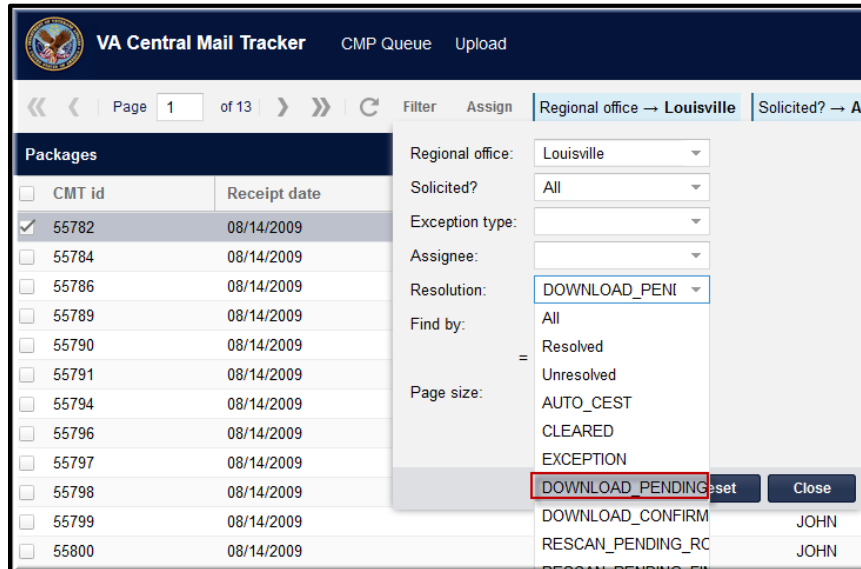 VA Central Mail Tracker CMP Queue Upload
Page 1 of 13 Filter Assign Regional office → Louisville Solicited? → A
Packages
CMT id Receipt date
55782 08/14/2009
55784 08/14/2009
55786 08/14/2009
55789 08/14/2009
55790 08/14/2009
55791 08/14/2009
55794 08/14/2009
55796 08/14/2009
55797 08/14/2009
55798 08/14/2009
55799 08/14/2009 JOHN
55800 08/14/2009 JOHN
Regional office: Louisville
Solicited? All
Exception type:
Assignee:
Resolution: DOWNLOAD_PEN
Find by:
=
Page size:
All
Resolved
Unresolved
AUTO_CEST
CLEARED
EXCEPTION
DOWNLOAD_PENDING
DOWNLOAD_CONFIRM
RESCAN_PENDING_RO
eset Close